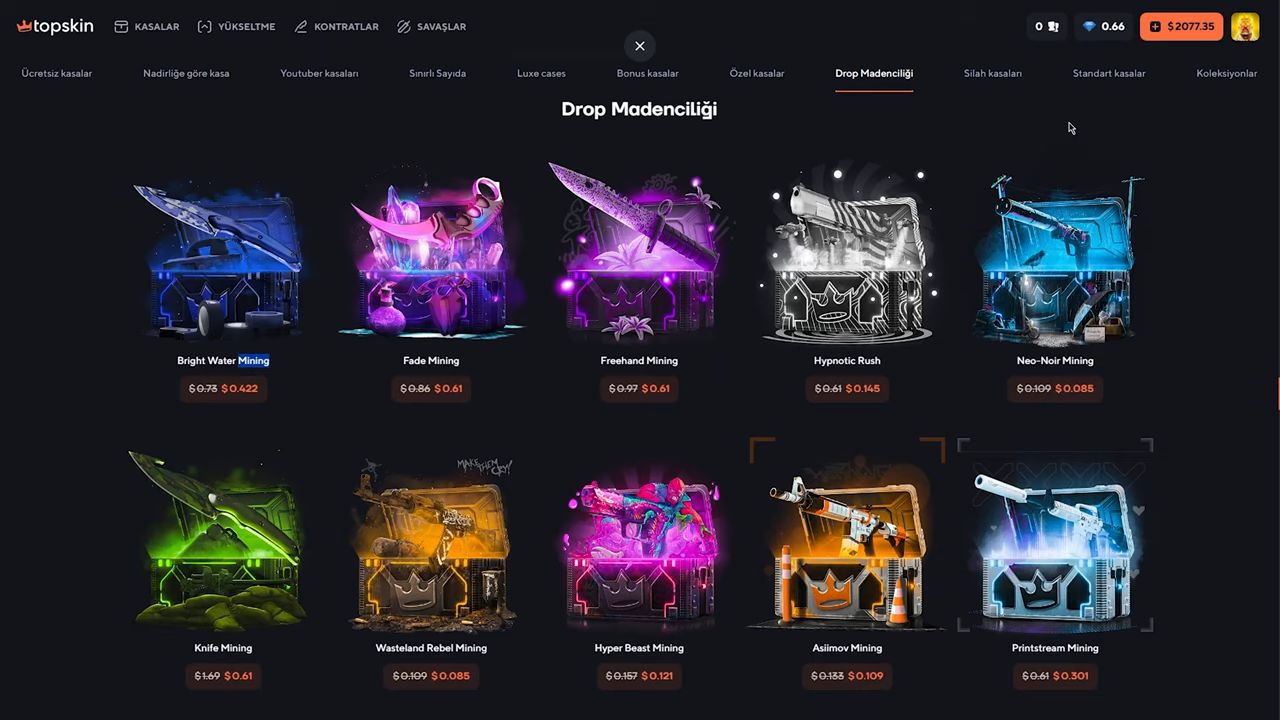 topskin
KASALAR
YÜKSELTME
KONTRATLAR
SAVAŞLAR
0
0.66
$ 2077.35
Ücretsiz kasalar
Nadirliğe göre kasa
Youtuber kasaları
Sınırlı Sayıda
Luxe cases
Bonus kasalar
Özel kasalar
Drop Madenciliği
Silah kasaları
Standart kasalar
Koleksiyonlar
Drop Madenciliği
Bright Water Mining
$ 0.73 $ 0.422
Fade Mining
$ 0.86 $ 0.61
Freehand Mining
$ 0.97 $ 0.61
Hypnotic Rush
$ 0.61 $ 0.145
Neo-Noir Mining
$ 0.109 $ 0.085
MAKE THEM CRY!
Knife Mining
$ 1.69 $ 0.61
Wasteland Rebel Mining
$ 0.109 $ 0.085
Hyper Beast Mining
$ 0.157 $ 0.121
Asiimov Mining
$ 0.133 $ 0.109
Printstream Mining
$ 0.61 $ 0.301